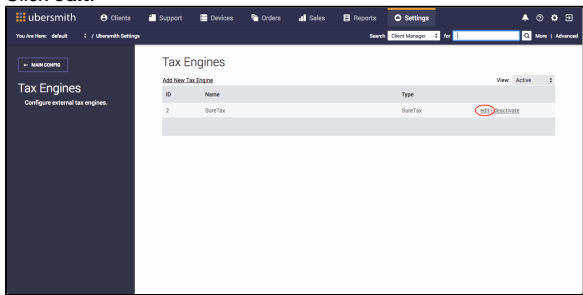 ubersmith Clients Support Devices Orders Sales Reports Settings
You Are Here: default / Ubersmith Settings Search Client Manager for More | Advanced
← MAIN CONFIG
Tax Engines
Configure external tax engines.
Tax Engines
Add New Tax Engine View Active
ID Name Type
2 SureTax SureTax edit | deactivate